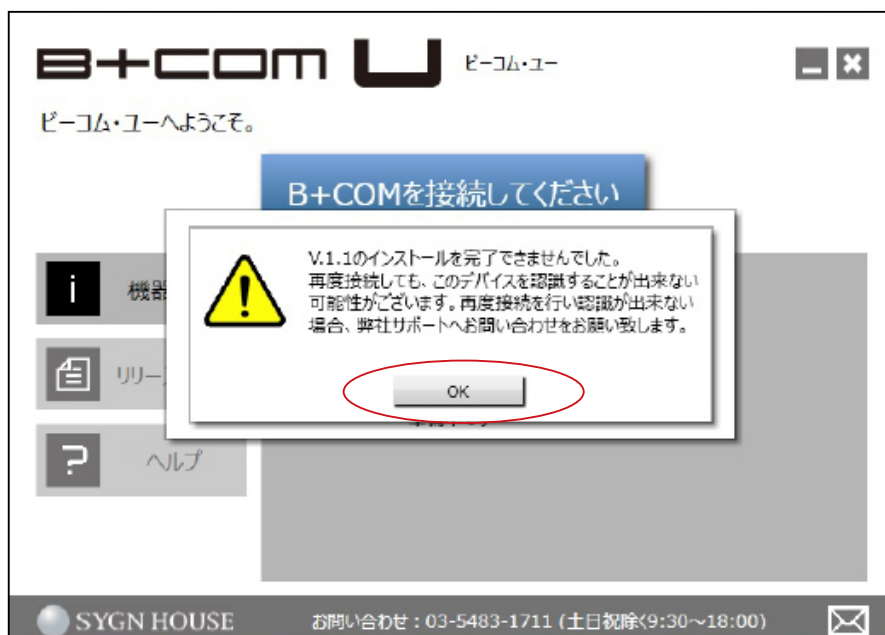 B+COM U ビーコム・ユー
ビーコム・ユーへようこそ。
B+COMを接続してください
V.1.1のインストールを完了できませんでした。
再度接続しても、このデバイスを認識することが出来ない
可能性がございます。再度接続を行い認識が出来ない
場合、弊社サポートへお問い合わせをお願い致します。
OK
i 機器
リリー
? ヘルプ
SYGN HOUSE お問い合わせ：03-5483-1711 (土日祝除く9:30～18:00)